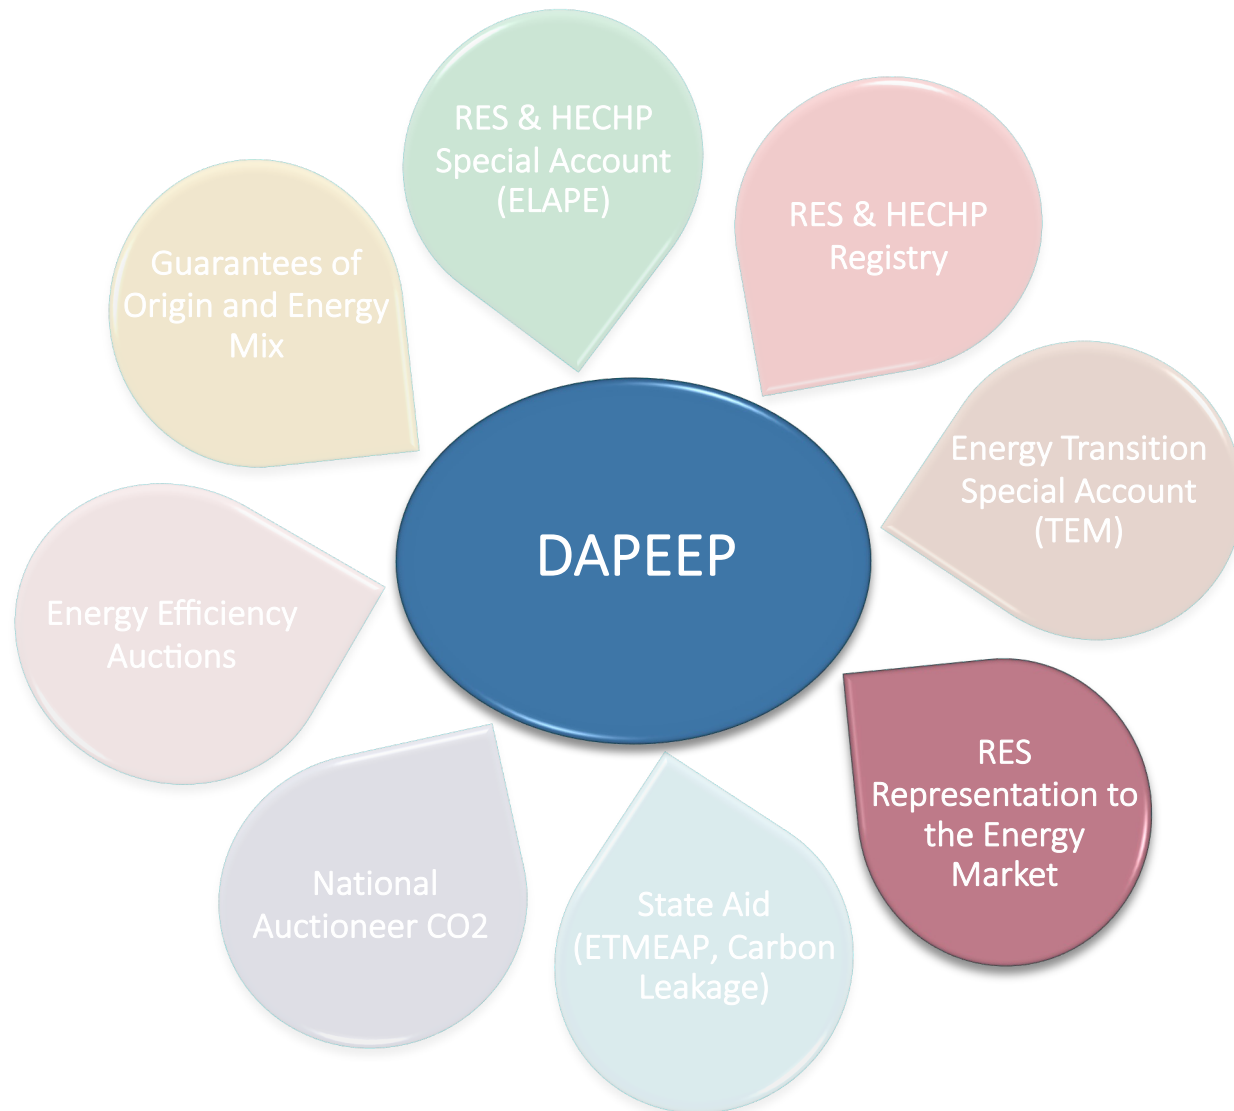 RES & HECHP
Special Account
(ELAPE)
RES & HECHP
Registry
Guarantees of
Origin and Energy
Mix
Energy Transition
Special Account
(TEM)
DAPEEP
Energy Efficiency
Auctions
RES
Representation to
the Energy
Market
National
Auctioneer CO2
State Aid
(ETMEAP, Carbon
Leakage)